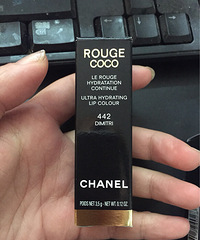 ROUGE
COCO
LE ROUGE
HYDRATATION
CONTINUE
ULTRA HYDRATING
LIP COLOUR
442
DIMITRI
CHANEL
POIDS NET 3.5 g - NET WT. 0.12 OZ.